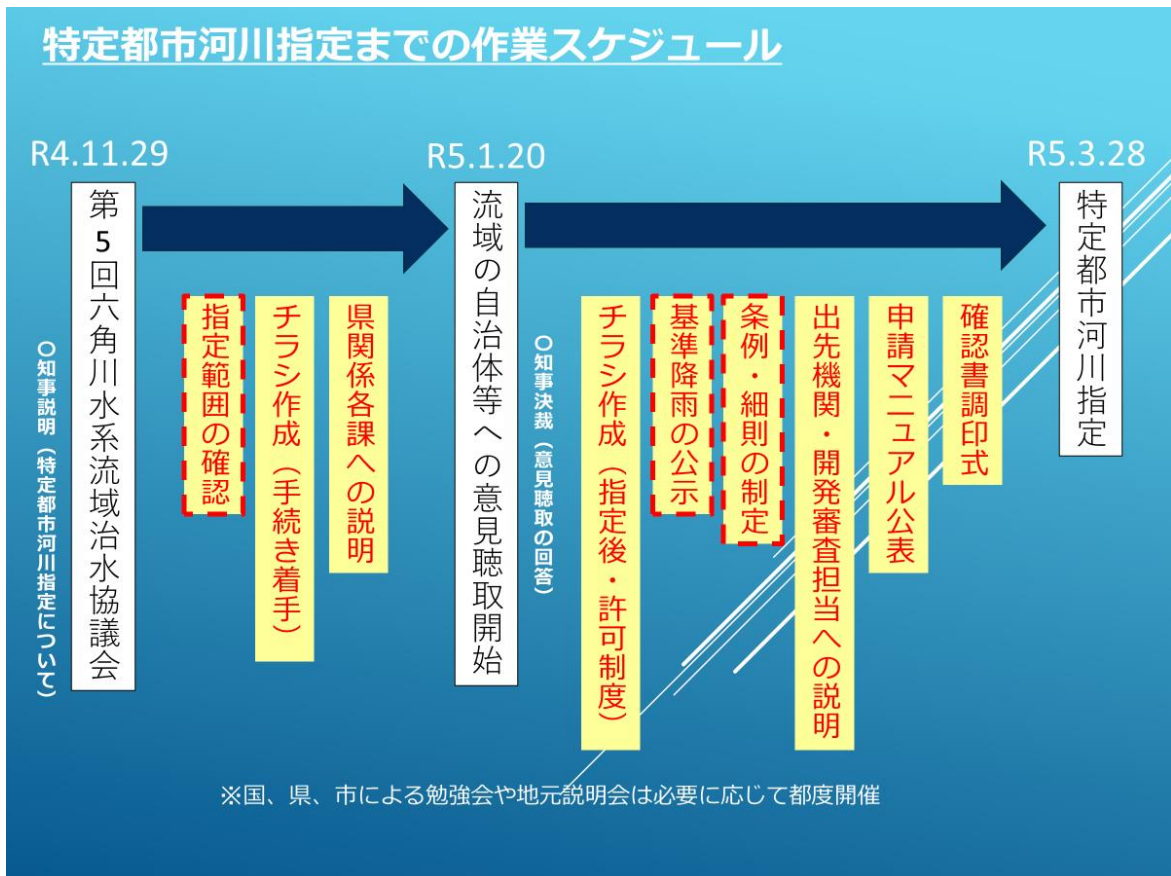 特定都市河川指定までの作業スケジュール
R4.11.29
R5.1.20
R5.3.28
第5回六角川水系流域治水協議会
○知事説明（特定都市河川指定について）
指定範囲の確認
チラシ作成（手続き着手）
県関係各課への説明
流域の自治体等への意見聴取開始
○知事決裁（意見聴取の回答）
チラシ作成（指定後・許可制度）
基準降雨の公示
条例・細則の制定
出先機関・開発審査担当への説明
申請マニュアル公表
確認書調印式
特定都市河川指定
※国、県、市による勉強会や地元説明会は必要に応じて都度開催